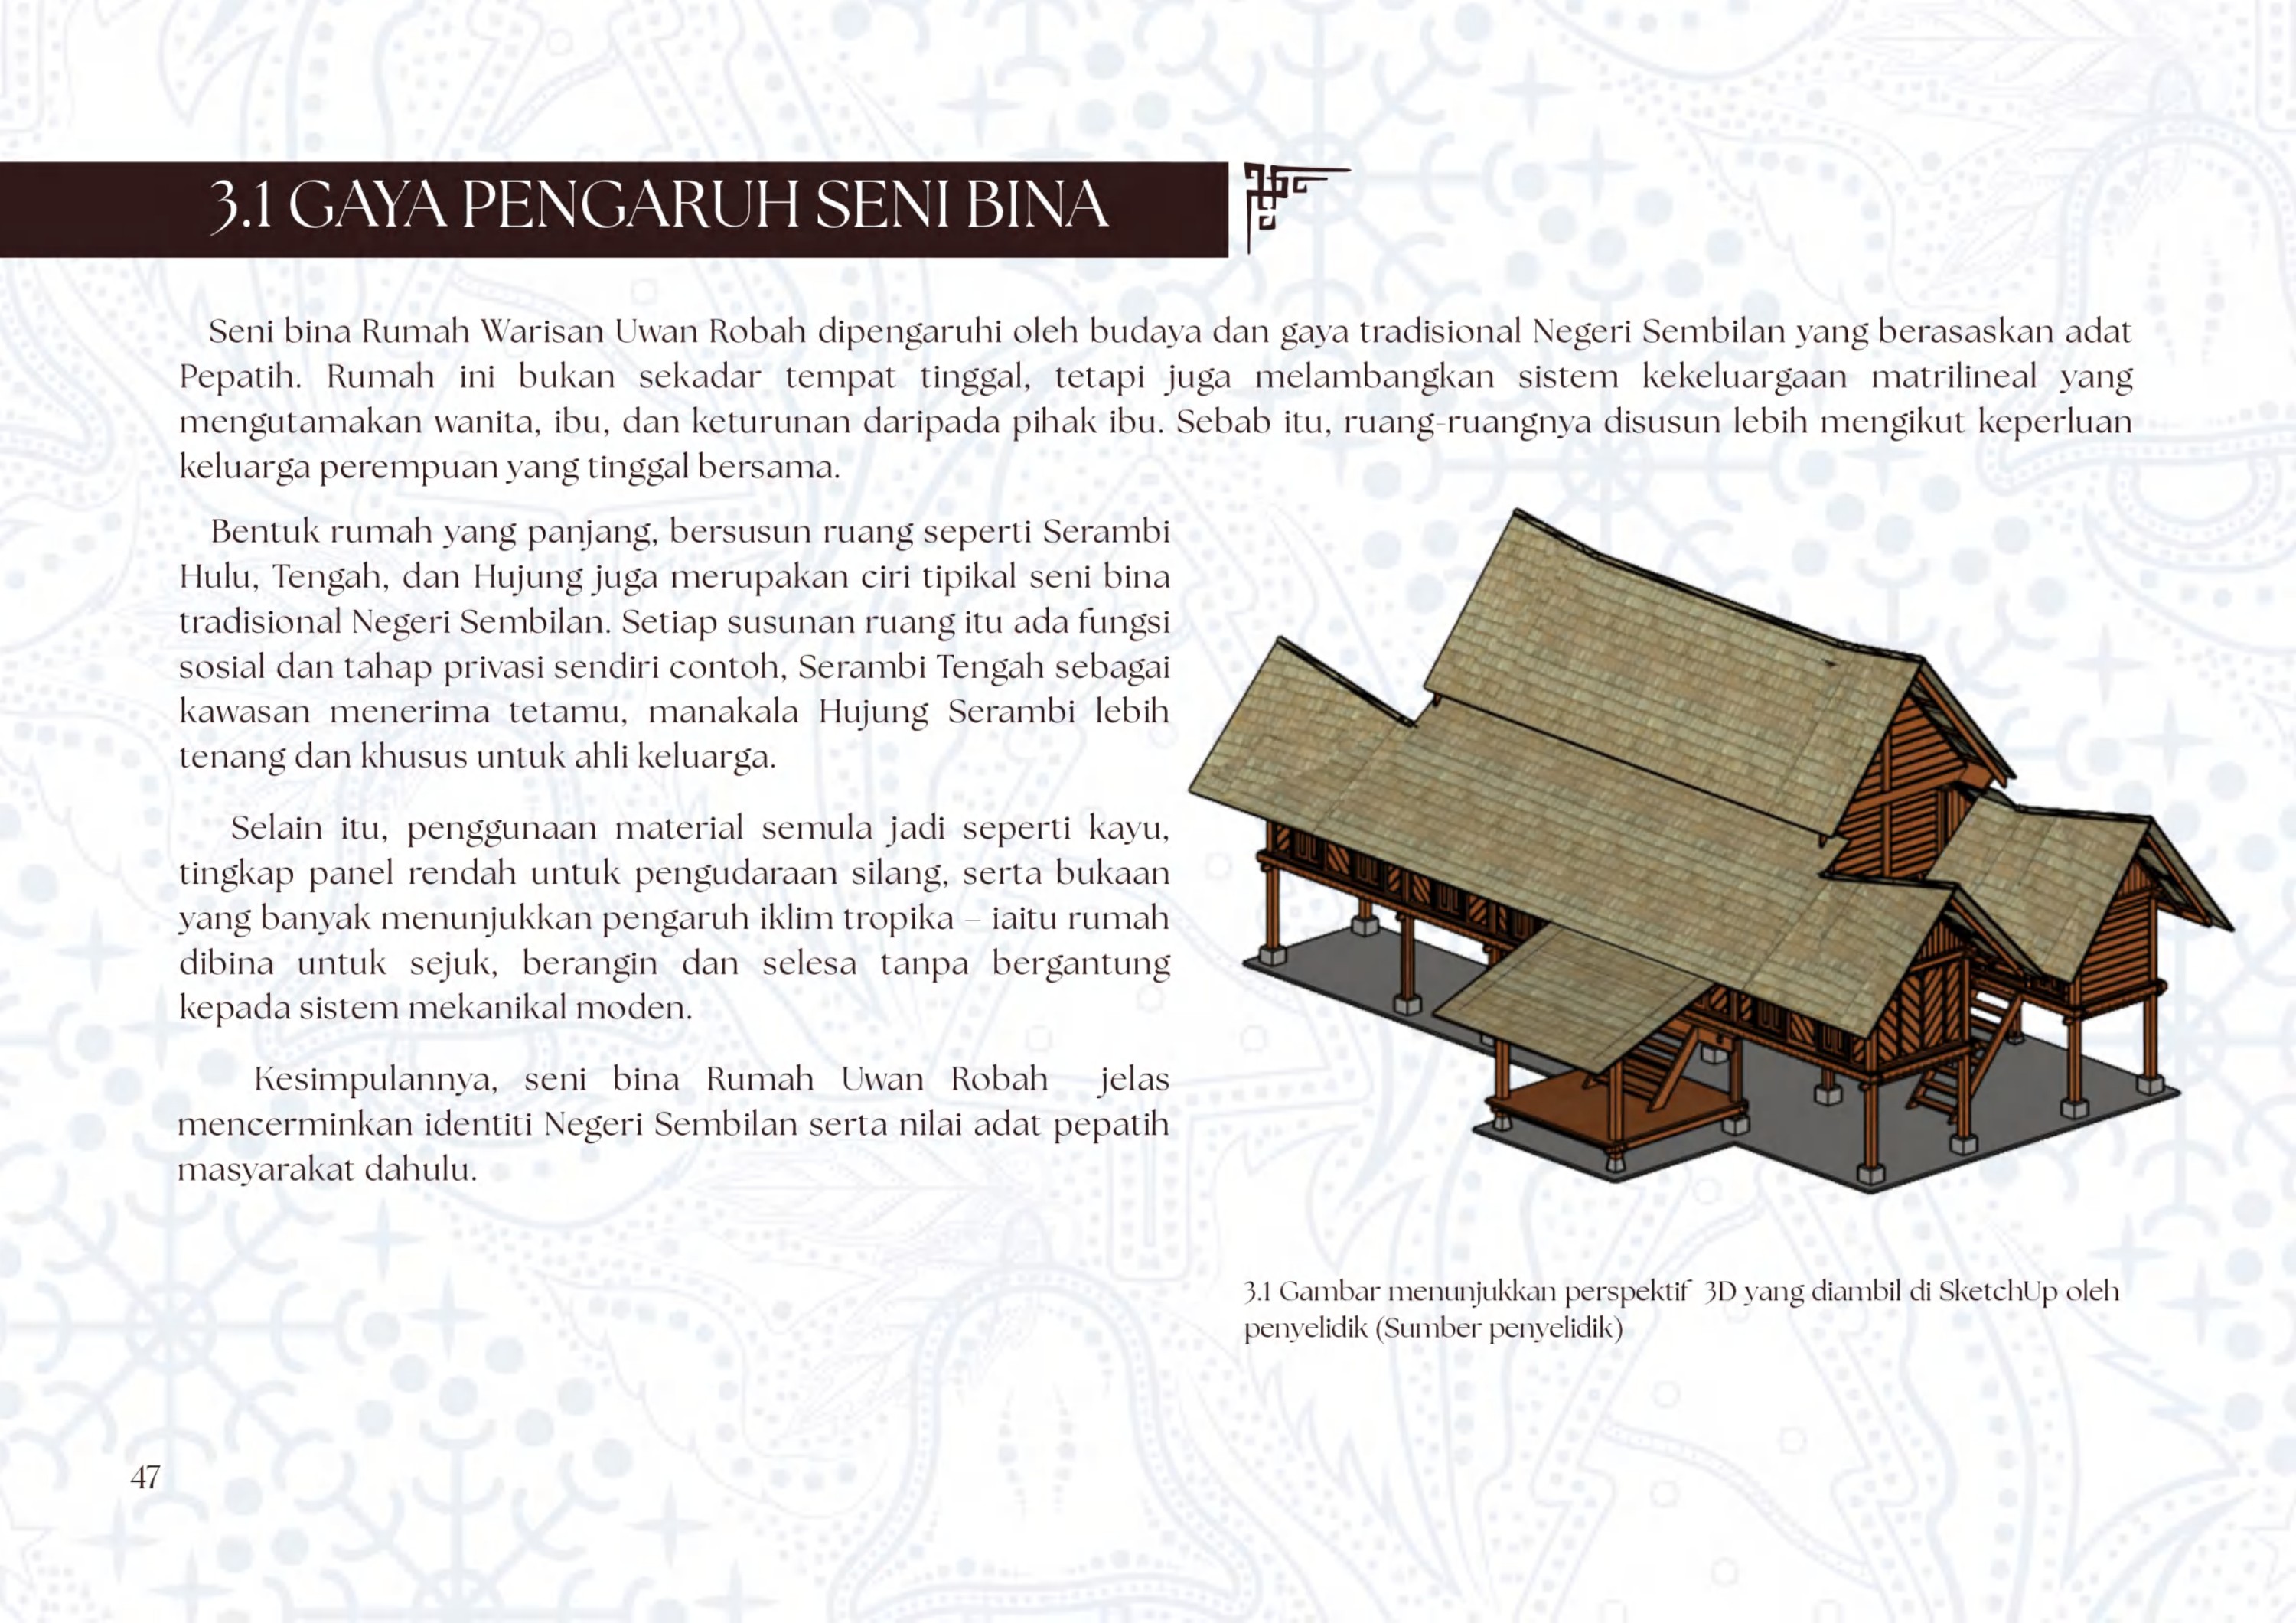 3.1 GAYA PENGARUH SENI BINA
Seni bina Rumah Warisan Uwan Robah dipengaruhi oleh budaya dan gaya tradisional Negeri Sembilan yang berasaskan adat
Pepatih. Rumah ini bukan sekadar tempat tinggal, tetapi juga melambangkan sistem kekeluargaan matrilineal yang
mengutamakan wanita, ibu, dan keturunan daripada pihak ibu. Sebab itu, ruang-ruangnya disusun lebih mengikut keperluan
keluarga perempuan yang tinggal bersama.
Bentuk rumah yang panjang, bersusun ruang seperti Serambi
Hulu, Tengah, dan Hujung juga merupakan ciri tipikal seni bina
tradisional Negeri Sembilan. Setiap susunan ruang itu ada fungsi
sosial dan tahap privasi sendiri contoh, Serambi Tengah sebagai
kawasan menerima tetamu, manakala Hujung Serambi lebih
tenang dan khusus untuk ahli keluarga.
Selain itu, penggunaan material semula jadi seperti kayu,
tingkap panel rendah untuk pengudaraan silang, serta bukaan
yang banyak menunjukkan pengaruh iklim tropika – iaitu rumah
dibina untuk sejuk, berangin dan selesa tanpa bergantung
kepada sistem mekanikal moden.
Kesimpulannya, seni bina Rumah Uwan Robah jelas
mencerminkan identiti Negeri Sembilan serta nilai adat pepatih
masyarakat dahulu.
3.1 Gambar menunjukkan perspektif 3D yang diambil di SketchUp oleh
penyelidik (Sumber penyelidik)
47